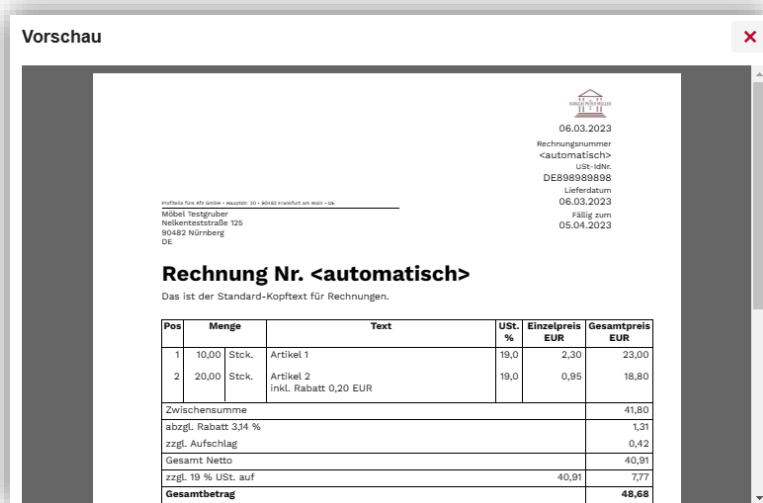 Vorschau
06.03.2023
Rechnungsnummer
<automatisch>
USt-IdNr.
DE898989898
Lieferdatum
06.03.2023
Fällig zum
05.04.2023
Möbel Testgruber
Nelkenteststraße 125
90482 Nürnberg
DE
Rechnung Nr. <automatisch>
Das ist der Standard-Kopftext für Rechnungen.
Pos Menge Text USt. % Einzelpreis EUR Gesamtpreis EUR
1 10,00 Stck. Artikel 1 19,0 2,30 23,00
2 20,00 Stck. Artikel 2 19,0 0,95 18,80
inkl. Rabatt 0,20 EUR
Zwischensumme 41,80
abzgl. Rabatt 3,14 % 1,31
zzgl. Aufschlag 0,42
Gesamt Netto 40,91
zzgl. 19 % USt. auf 40,91 7,77
Gesamtbetrag 48,68